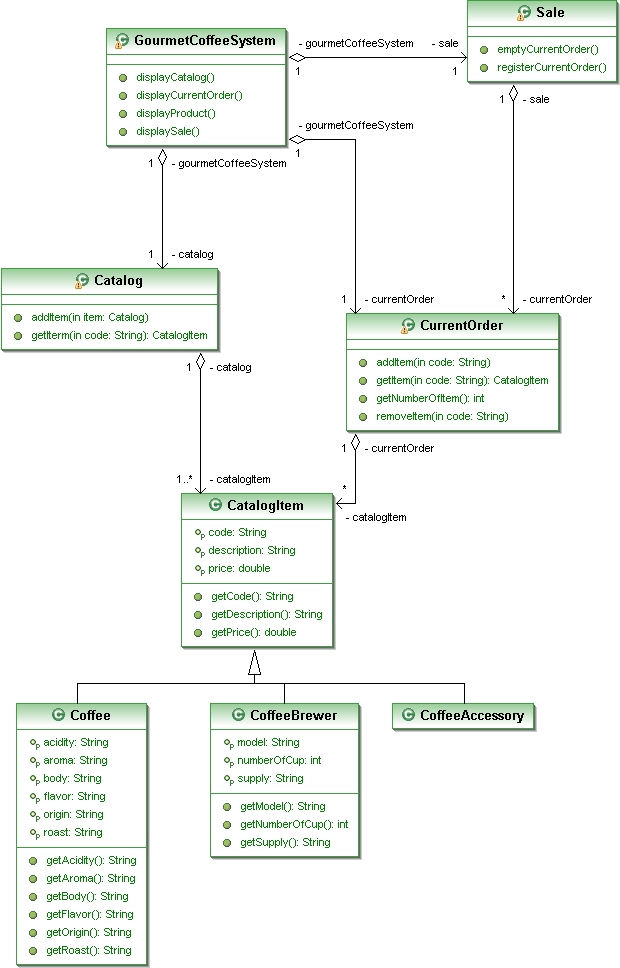 Sale
emptyCurrentOrder()
registerCurrentOrder()
GourmetCoffeeSystem
displayCatalog()
displayCurrentOrder()
displayProduct()
displaySale()
- gourmetCoffeeSystem
- sale
1
1
- gourmetCoffeeSystem
1
1
- sale
1
- gourmetCoffeeSystem
1
- catalog
Catalog
addItem(in item: Catalog)
getIterm(in code: String): CatalogItem
1
- currentOrder
*
- currentOrder
CurrentOrder
addItem(in code: String)
getItem(in code: String): CatalogItem
getNumberOfItem(): int
removeItem(in code: String)
1
- catalog
1
- currentOrder
1..*
- catalogItem
*
- catalogItem
CatalogItem
code: String
description: String
price: double
getCode(): String
getDescription(): String
getPrice(): double
Coffee
acidity: String
aroma: String
body: String
flavor: String
origin: String
roast: String
getAcidity(): String
getAroma(): String
getBody(): String
getFlavor(): String
getOrigin(): String
getRoast(): String
CoffeeBrewer
model: String
numberOfCup: int
supply: String
getModel(): String
getNumberOfCup(): int
getSupply(): String
CoffeeAccessory